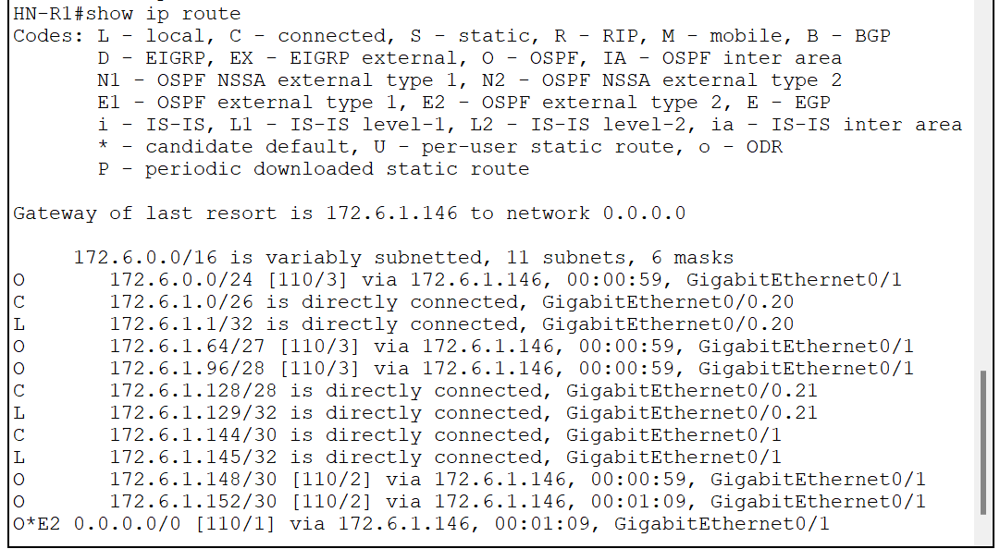 HN-R1#show ip route
Codes: L - local, C - connected, S - static, R - RIP, M - mobile, B - BGP
       D - EIGRP, EX - EIGRP external, O - OSPF, IA - OSPF inter area
       N1 - OSPF NSSA external type 1, N2 - OSPF NSSA external type 2
       E1 - OSPF external type 1, E2 - OSPF external type 2, E - EGP
       i - IS-IS, L1 - IS-IS level-1, L2 - IS-IS level-2, ia - IS-IS inter area
       * - candidate default, U - per-user static route, o - ODR
       P - periodic downloaded static route
Gateway of last resort is 172.6.1.146 to network 0.0.0.0
     172.6.0.0/16 is variably subnetted, 11 subnets, 6 masks
O       172.6.0.0/24 [110/3] via 172.6.1.146, 00:00:59, GigabitEthernet0/1
C       172.6.1.0/26 is directly connected, GigabitEthernet0/0.20
L       172.6.1.1/32 is directly connected, GigabitEthernet0/0.20
O       172.6.1.64/27 [110/3] via 172.6.1.146, 00:00:59, GigabitEthernet0/1
O       172.6.1.96/28 [110/3] via 172.6.1.146, 00:00:59, GigabitEthernet0/1
C       172.6.1.128/28 is directly connected, GigabitEthernet0/0.21
L       172.6.1.129/32 is directly connected, GigabitEthernet0/0.21
C       172.6.1.144/30 is directly connected, GigabitEthernet0/1
L       172.6.1.145/32 is directly connected, GigabitEthernet0/1
O       172.6.1.148/30 [110/2] via 172.6.1.146, 00:00:59, GigabitEthernet0/1
O       172.6.1.152/30 [110/2] via 172.6.1.146, 00:01:09, GigabitEthernet0/1
O*E2 0.0.0.0/0 [110/1] via 172.6.1.146, 00:01:09, GigabitEthernet0/1